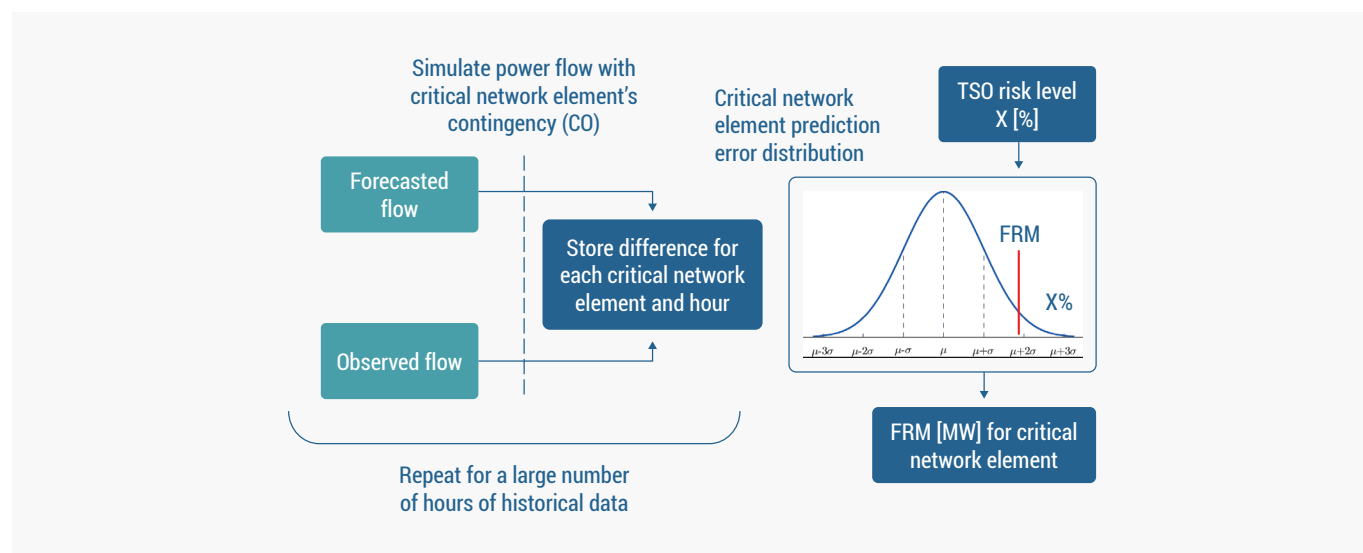 Simulate power flow with
critical network element's
contingency (CO)
Forecasted
flow
Observed flow
Store difference for
each critical network
element and hour
Repeat for a large number
of hours of historical data
Critical network
element prediction
error distribution
TSO risk level
X [%]
FRM
X%
μ-3σ μ-2σ μ-σ μ μ+σ μ+2σ μ+3σ
FRM [MW] for critical
network element